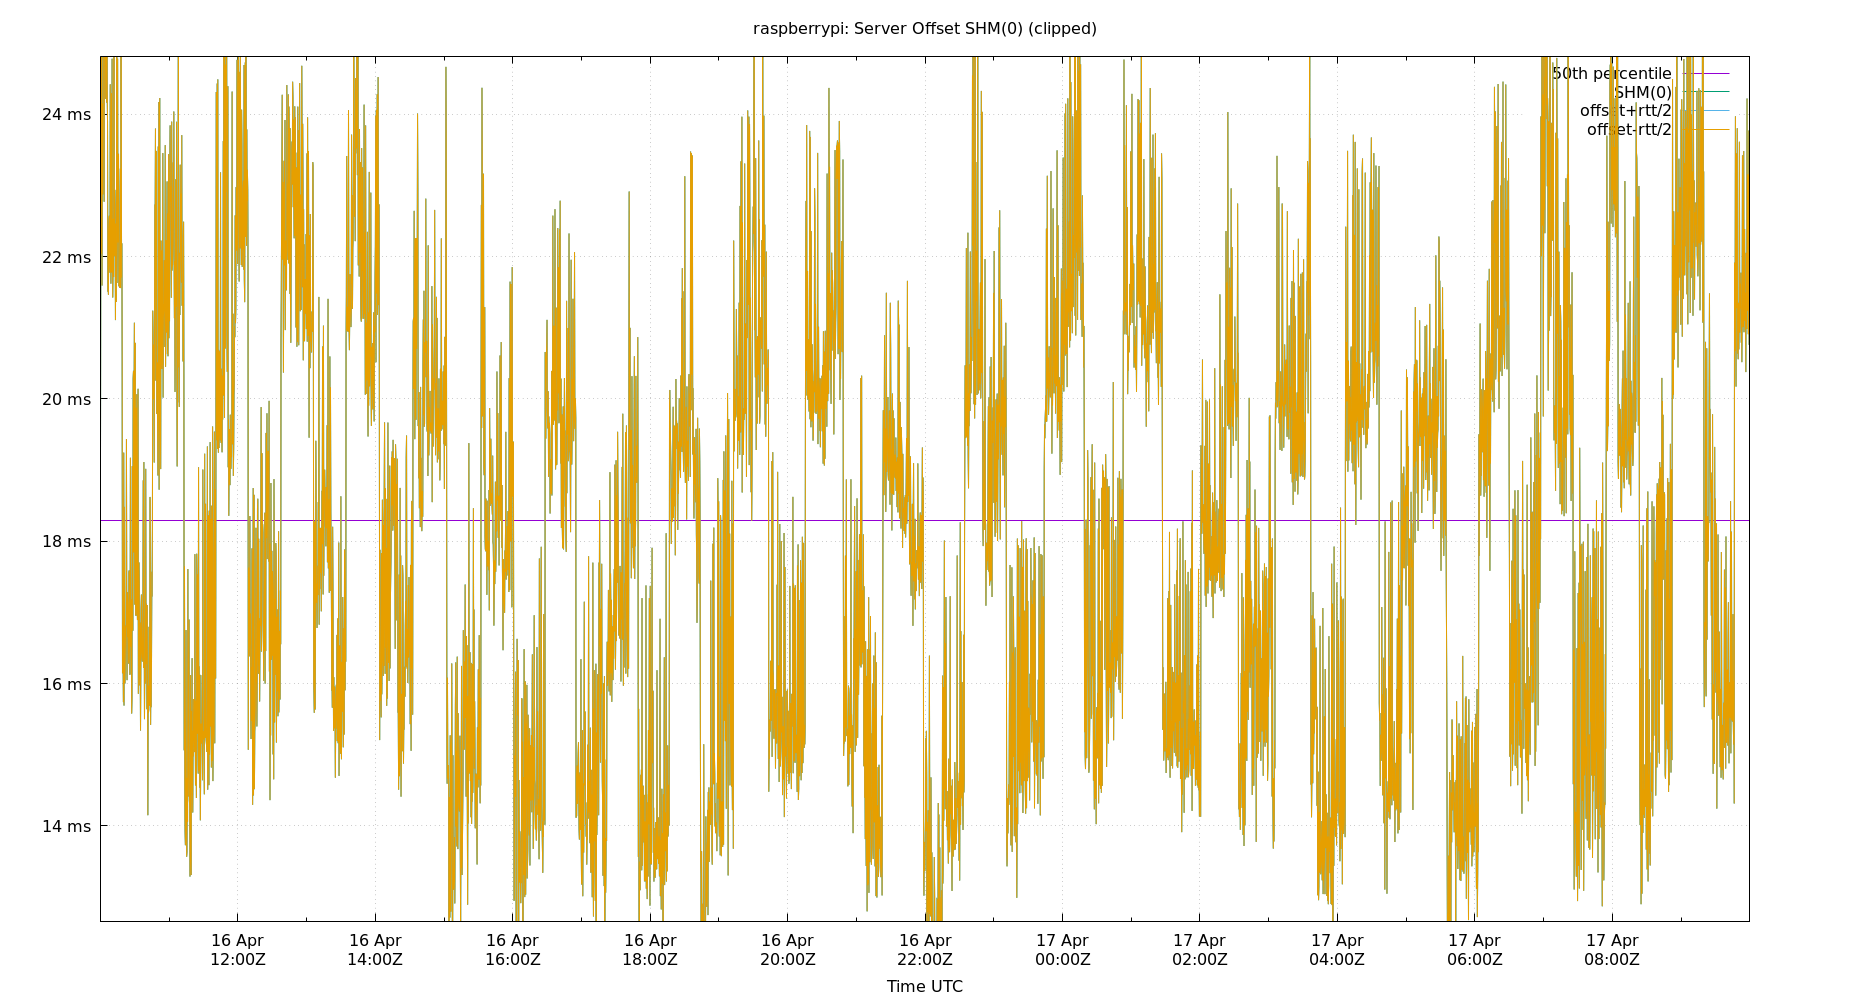 raspberrypi: Server Offset SHM(0) (clipped)
50th percentile
SHM(0)
offset+rtt/2
offset-rtt/2
24 ms
22 ms
20 ms
18 ms
16 ms
14 ms
16 Apr 12:00Z
16 Apr 14:00Z
16 Apr 16:00Z
16 Apr 18:00Z
16 Apr 20:00Z
16 Apr 22:00Z
17 Apr 00:00Z
17 Apr 02:00Z
17 Apr 04:00Z
17 Apr 06:00Z
17 Apr 08:00Z
Time UTC